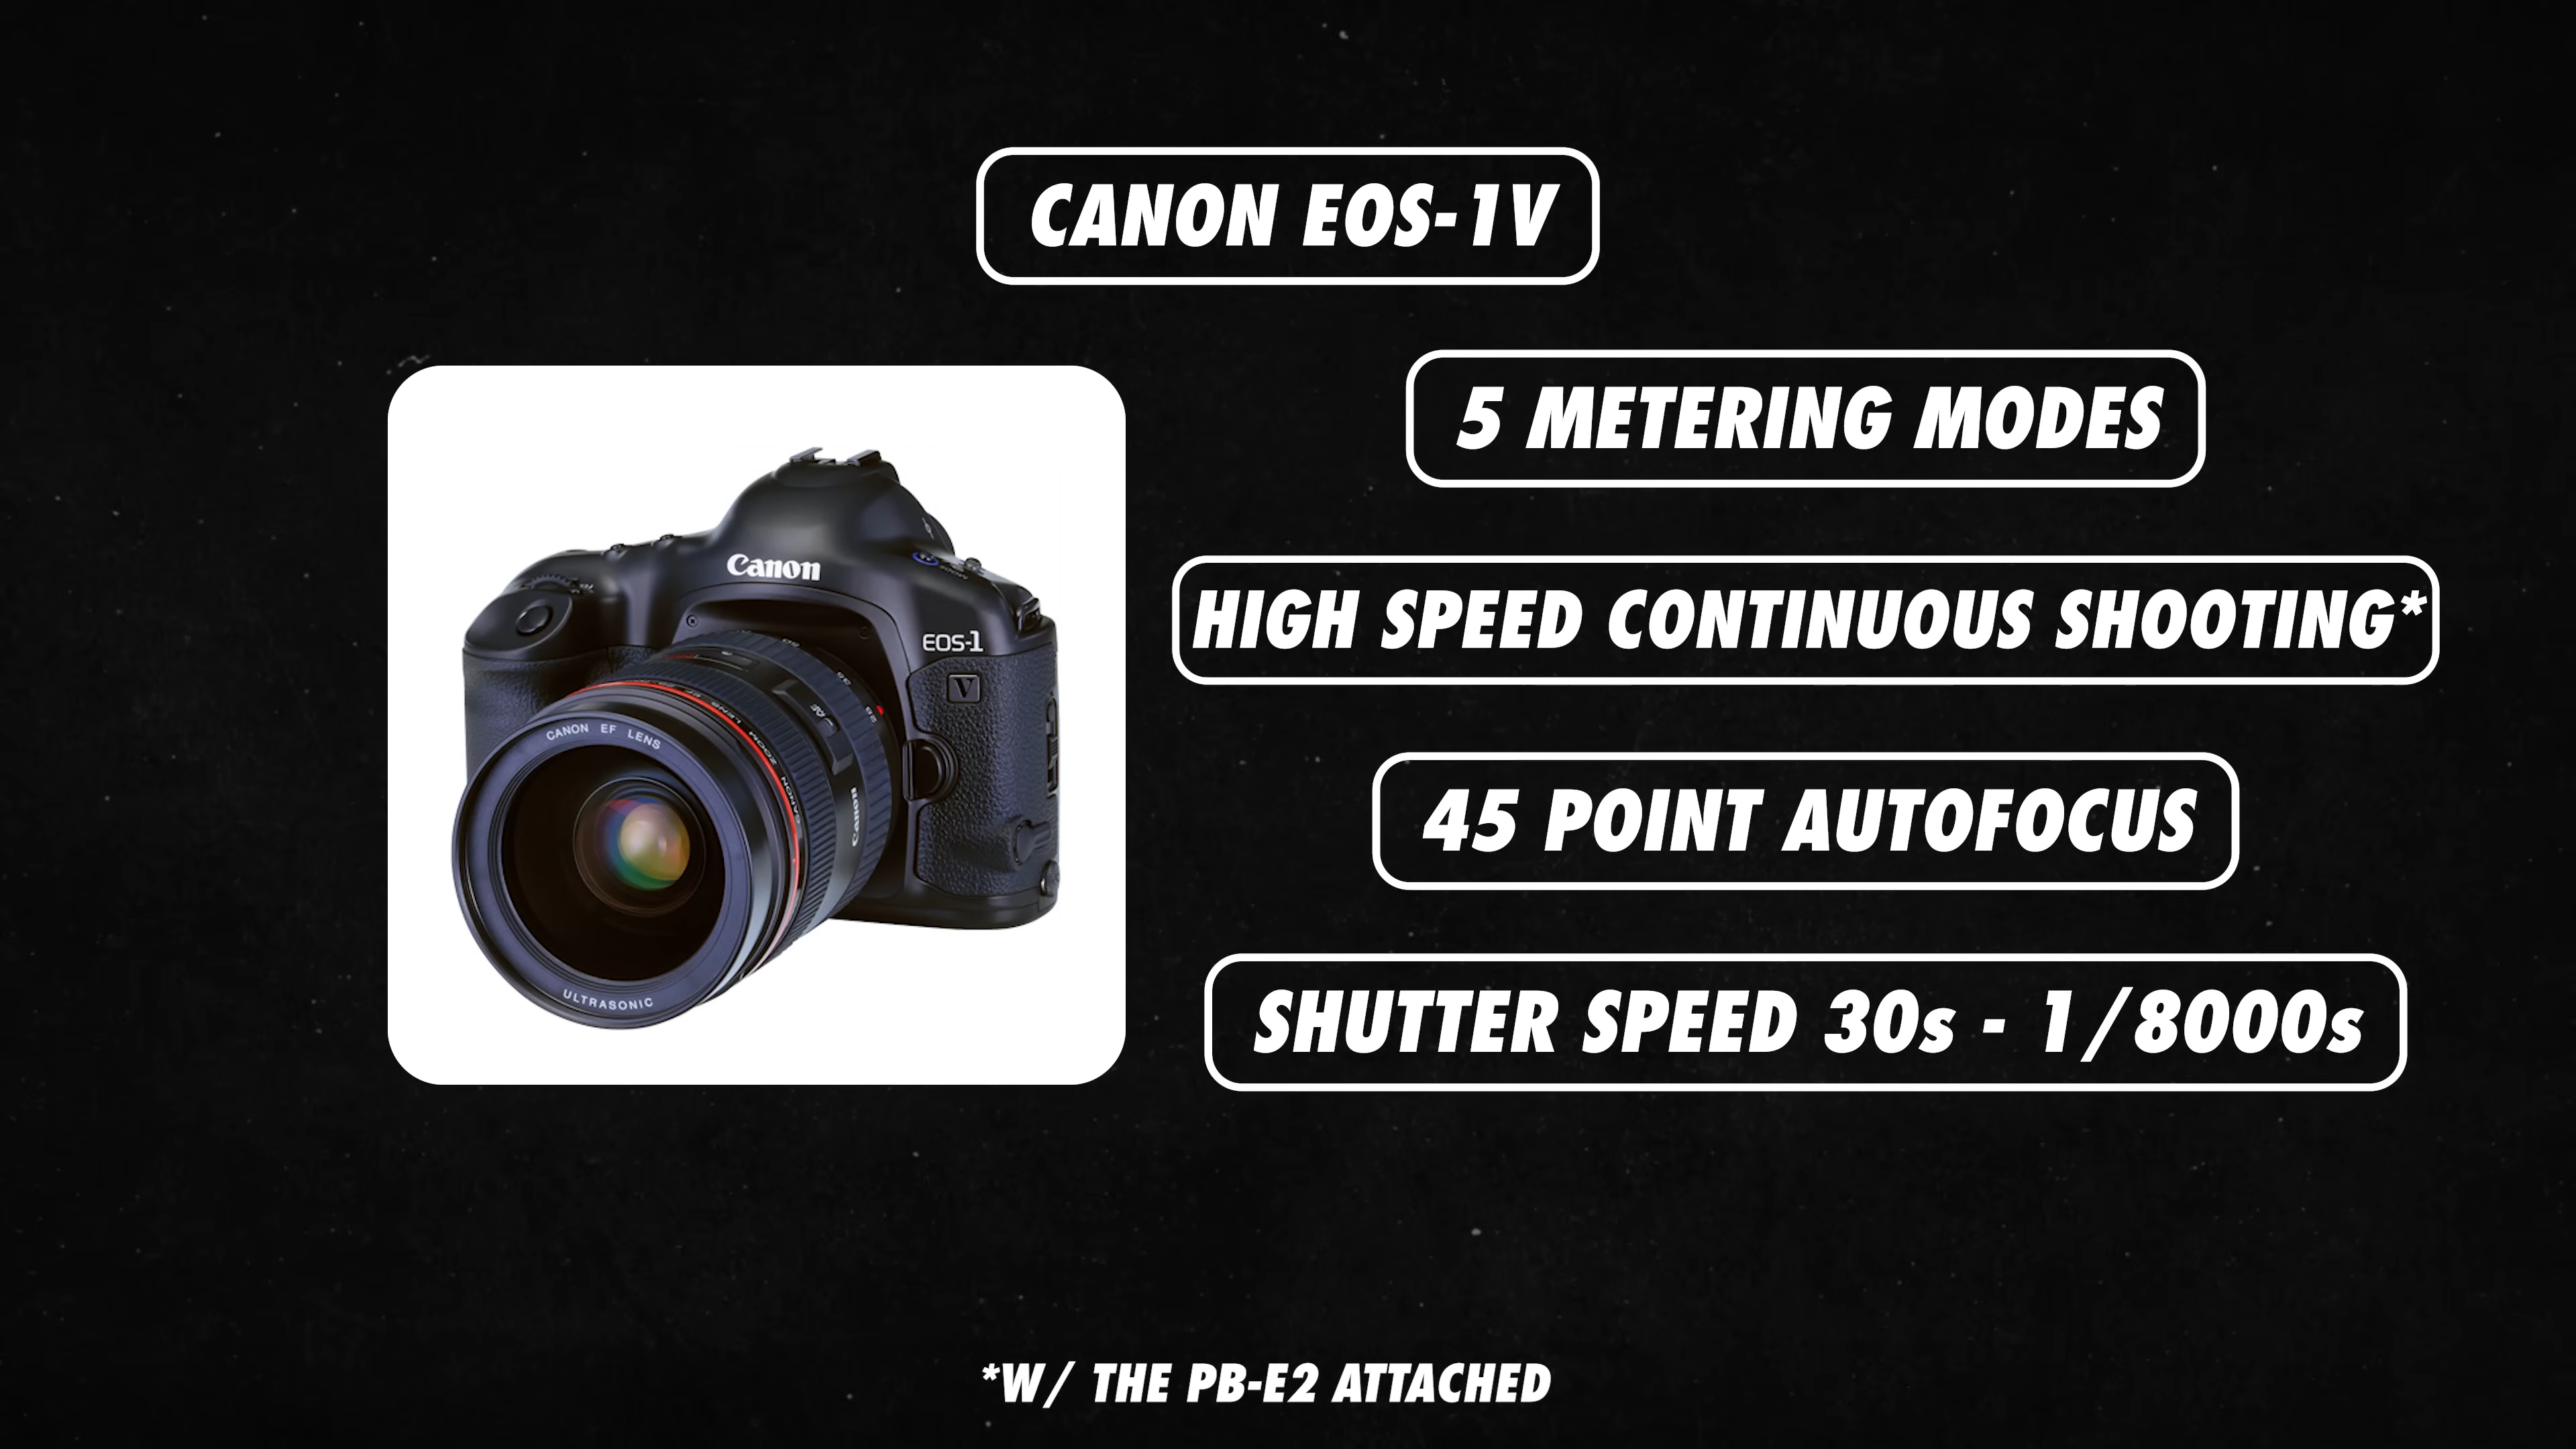 CANON EOS-1V
5 METERING MODES
HIGH SPEED CONTINUOUS SHOOTING*
45 POINT AUTOFOCUS
SHUTTER SPEED 30s - 1/8000s
Canon
EOS-1
V
CANON EF LENS
Canon
ULTRASONIC
*W/ THE PB-E2 ATTACHED